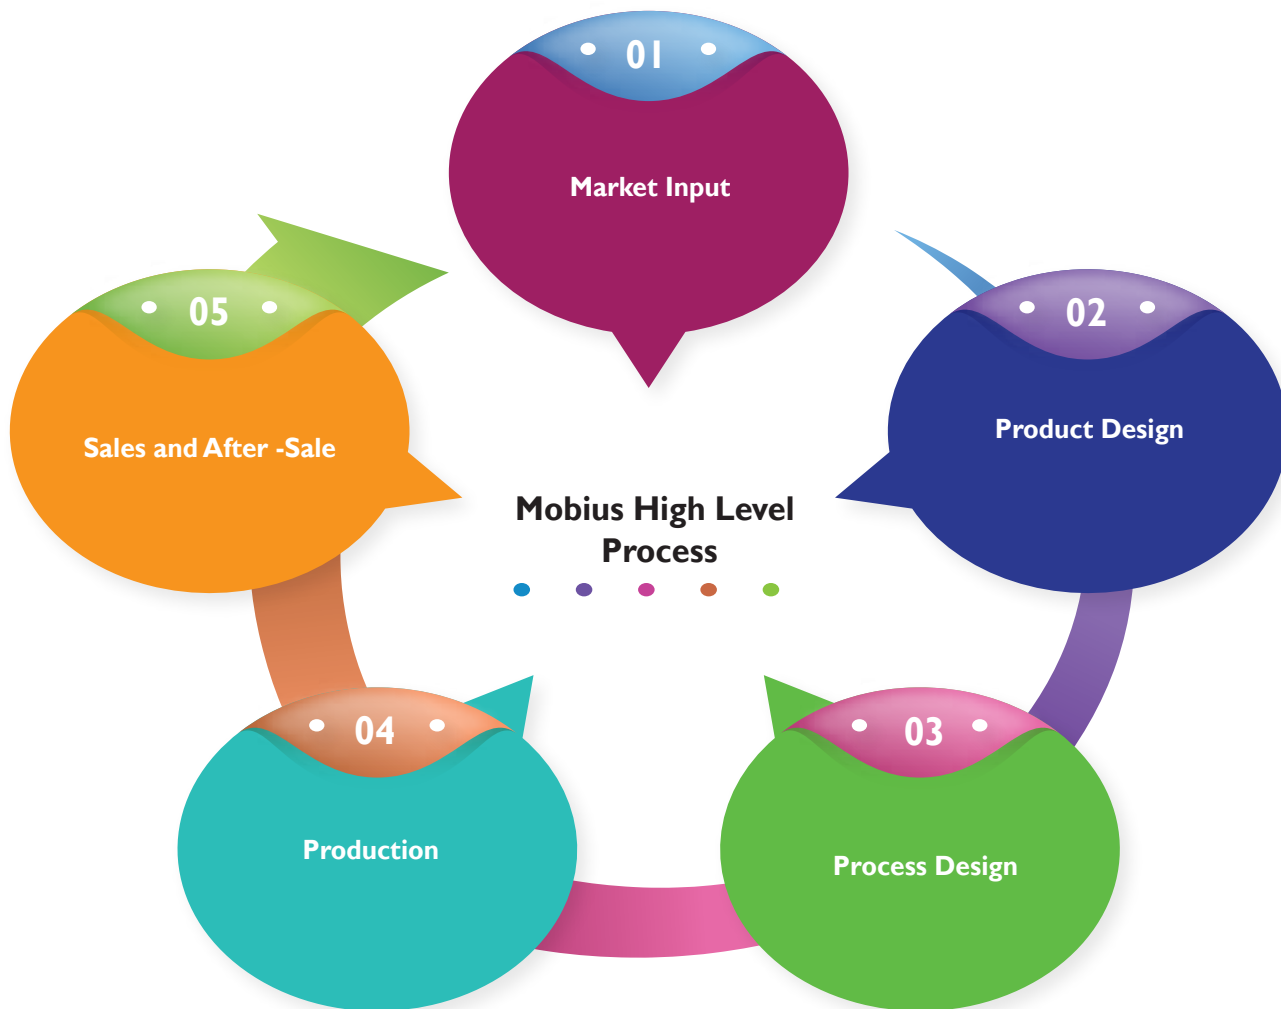 01
Market Input
02
Product Design
03
Process Design
04
Production
05
Sales and After -Sale
Mobius High Level
Process